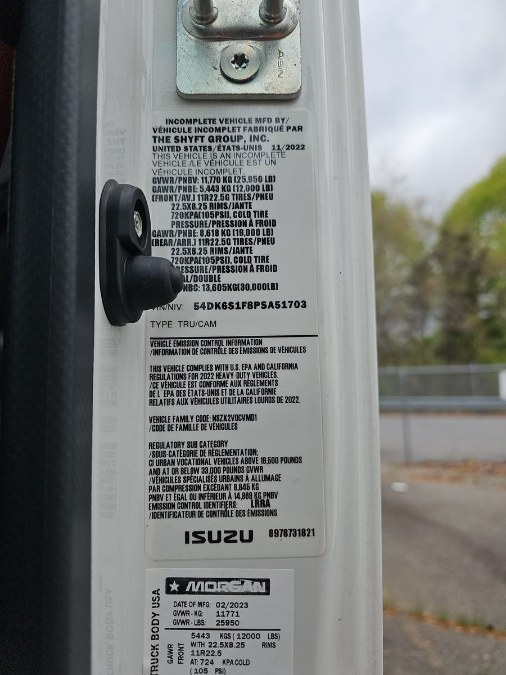 INCOMPLETE VEHICLE MFD BY/
VÉHICULE INCOMPLET FABRIQUÉ PAR
THE SHYFT GROUP, INC.
UNITED STATES/ÉTATS-UNIS 11/2022
THIS VEHICLE IS AN INCOMPLETE
VEHICLE/LE VÉHICULE EST UN
VÉHICULE INCOMPLET.
GVWR/PNBV: 11,770 KG (25,950 LB)
GAWR/PNBE: 5,443 KG (12,000 LB)
(FRONT/AV.) 11R22.5G TIRES/PNEU
22.5X8.25 RIMS/JANTE
720KPA(105PSI), COLD TIRE
PRESSURE/PRESSION À FROID
GAWR/PNBE: 8,618 KG (19,000 LB)
(REAR/ARR.) 11R22.5G TIRES/PNEU
22.5X8.25 RIMS/JANTE
720KPA(105PSI), COLD TIRE
PRESSURE/PRESSION À FROID
/DOUBLE
13,605KG(30,000LB)
VIN/NIV: 54DK6S1F8PSA51703
TYPE: TRU/CAM
VEHICLE EMISSION CONTROL INFORMATION
/INFORMATION DE CONTRÔLE DES ÉMISSIONS DE VÉHICULES
THIS VEHICLE COMPLIES WITH U.S. EPA AND CALIFORNIA
REGULATIONS FOR 2022 HEAVY-DUTY VEHICLES.
/CE VÉHICULE EST CONFORME AUX RÈGLEMENTS
DE L' EPA DES ÉTATS-UNIS ET DE LA CALIFORNIE
RELATIFS AUX VÉHICULES UTILITAIRES LOURDS DE 2022.
VEHICLE FAMILY CODE:
/CODE DE FAMILLE DE VÉHICULES
REGULATORY SUB CATEGORY
/SOUS-CATÉGORIE DE RÉGLEMENTATION:
CI URBAN VOCATIONAL VEHICLES ABOVE 19,500 POUNDS
AND AT OR BELOW 33,000 POUNDS GVWR
/VÉHICULES SPÉCIALISÉS URBAINS À ALLUMAGE
PAR COMPRESSION EXCÉDANT 8,845 KG
PNBV ET ÉGAL OU INFÉRIEUR À 14,969 KG PNBV
EMISSION CONTROL IDENTIFIERS: LRRA
/IDENTIFICATEUR DE CONTRÔLE DES ÉMISSIONS
ISUZU 8978731821
MORGAN
TRUCK BODY USA
DATE OF MFG 02/2023
GVWR-KG: 11771
GVWR-LBS: 25950
GAWR
FRONT
5443 KGS (12000 LBS)
WITH 22.5X8.25 RIMS
11R22.5
AT: 724 KPA COLD
(105 PSI)